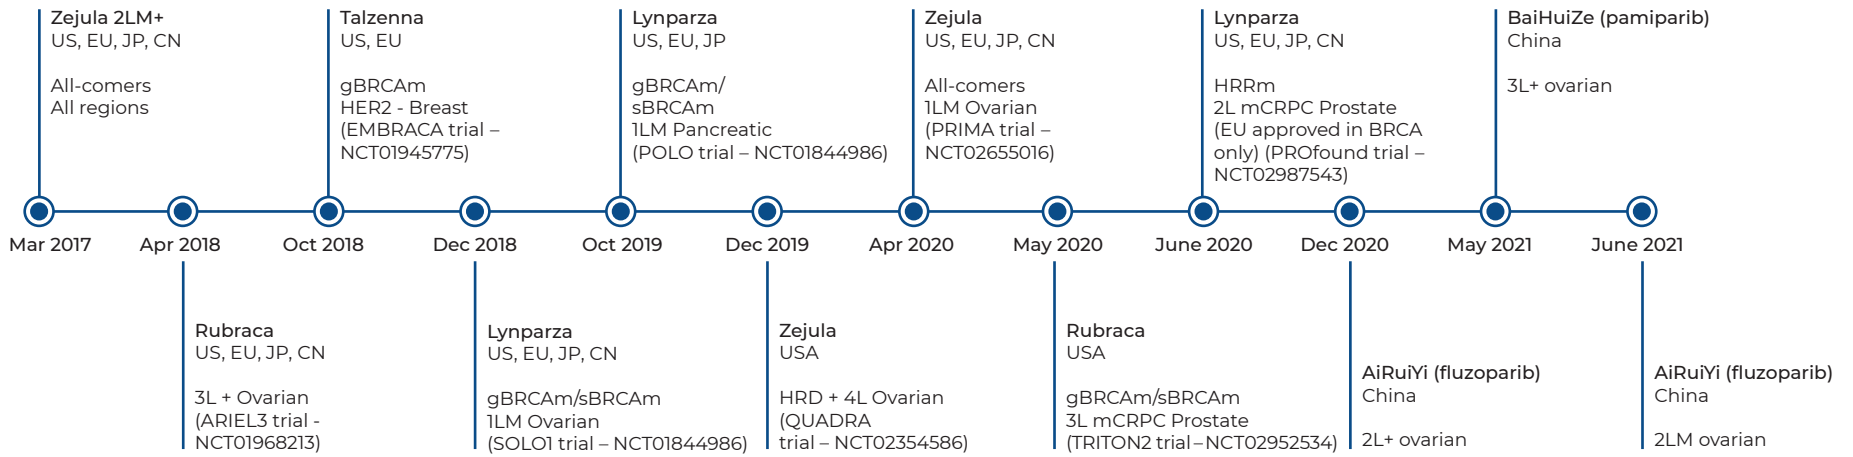 Zejula 2LM+
US, EU, JP, CN
All-comers
All regions
Talzenna
US, EU
gBRCAm
HER2 - Breast
(EMBRACA trial –
NCT01945775)
Lynparza
US, EU, JP
gBRCAm/
sBRCAm
1LM Pancreatic
(POLO trial – NCT01844986)
Zejula
US, EU, JP, CN
All-comers
1LM Ovarian
(PRIMA trial –
NCT02655016)
Lynparza
US, EU, JP, CN
HRRm
2L mCRPC Prostate
(EU approved in BRCA
only) (PROfound trial –
NCT02987543)
BaiHuiZe (pamiparib)
China
3L+ ovarian
Mar 2017
Apr 2018
Oct 2018
Dec 2018
Oct 2019
Dec 2019
Apr 2020
May 2020
June 2020
Dec 2020
May 2021
June 2021
Rubraca
US, EU, JP, CN
3L + Ovarian
(ARIEL3 trial -
NCT01968213)
Lynparza
US, EU, JP, CN
gBRCAm/sBRCAm
1LM Ovarian
(SOLO1 trial – NCT01844986)
Zejula
USA
HRD + 4L Ovarian
(QUADRA
trial – NCT02354586)
Rubraca
USA
gBRCAm/sBRCAm
3L mCRPC Prostate
(TRITON2 trial–NCT02952534)
AiRuiYi (fluzoparib)
China
2L+ ovarian
AiRuiYi (fluzoparib)
China
2LM ovarian